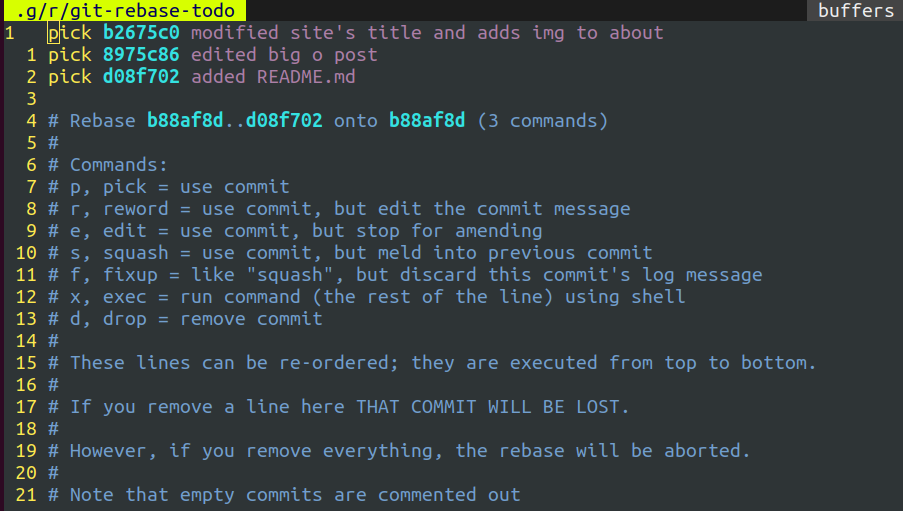 .g/r/git-rebase-todo buffers
1 pick b2675c0 modified site's title and adds img to about
1 pick 8975c86 edited big o post
2 pick d08f702 added README.md
3
4 # Rebase b88af8d..d08f702 onto b88af8d (3 commands)
5 #
6 # Commands:
7 # p, pick = use commit
8 # r, reword = use commit, but edit the commit message
9 # e, edit = use commit, but stop for amending
10 # s, squash = use commit, but meld into previous commit
11 # f, fixup = like "squash", but discard this commit's log message
12 # x, exec = run command (the rest of the line) using shell
13 # d, drop = remove commit
14 #
15 # These lines can be re-ordered; they are executed from top to bottom.
16 #
17 # If you remove a line here THAT COMMIT WILL BE LOST.
18 #
19 # However, if you remove everything, the rebase will be aborted.
20 #
21 # Note that empty commits are commented out